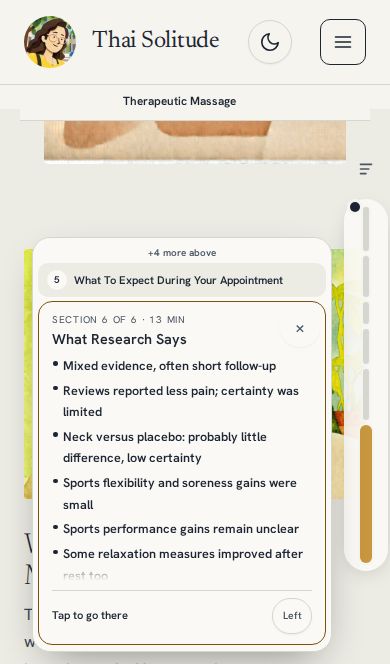 Thai Solitude
Therapeutic Massage
+4 more above
5 What To Expect During Your Appointment
SECTION 6 OF 6 · 13 MIN
What Research Says
• Mixed evidence, often short follow-up
• Reviews reported less pain; certainty was
limited
• Neck versus placebo: probably little
difference, low certainty
• Sports flexibility and soreness gains were
small
• Sports performance gains remain unclear
• Some relaxation measures improved after
rest too
Tap to go there
Left